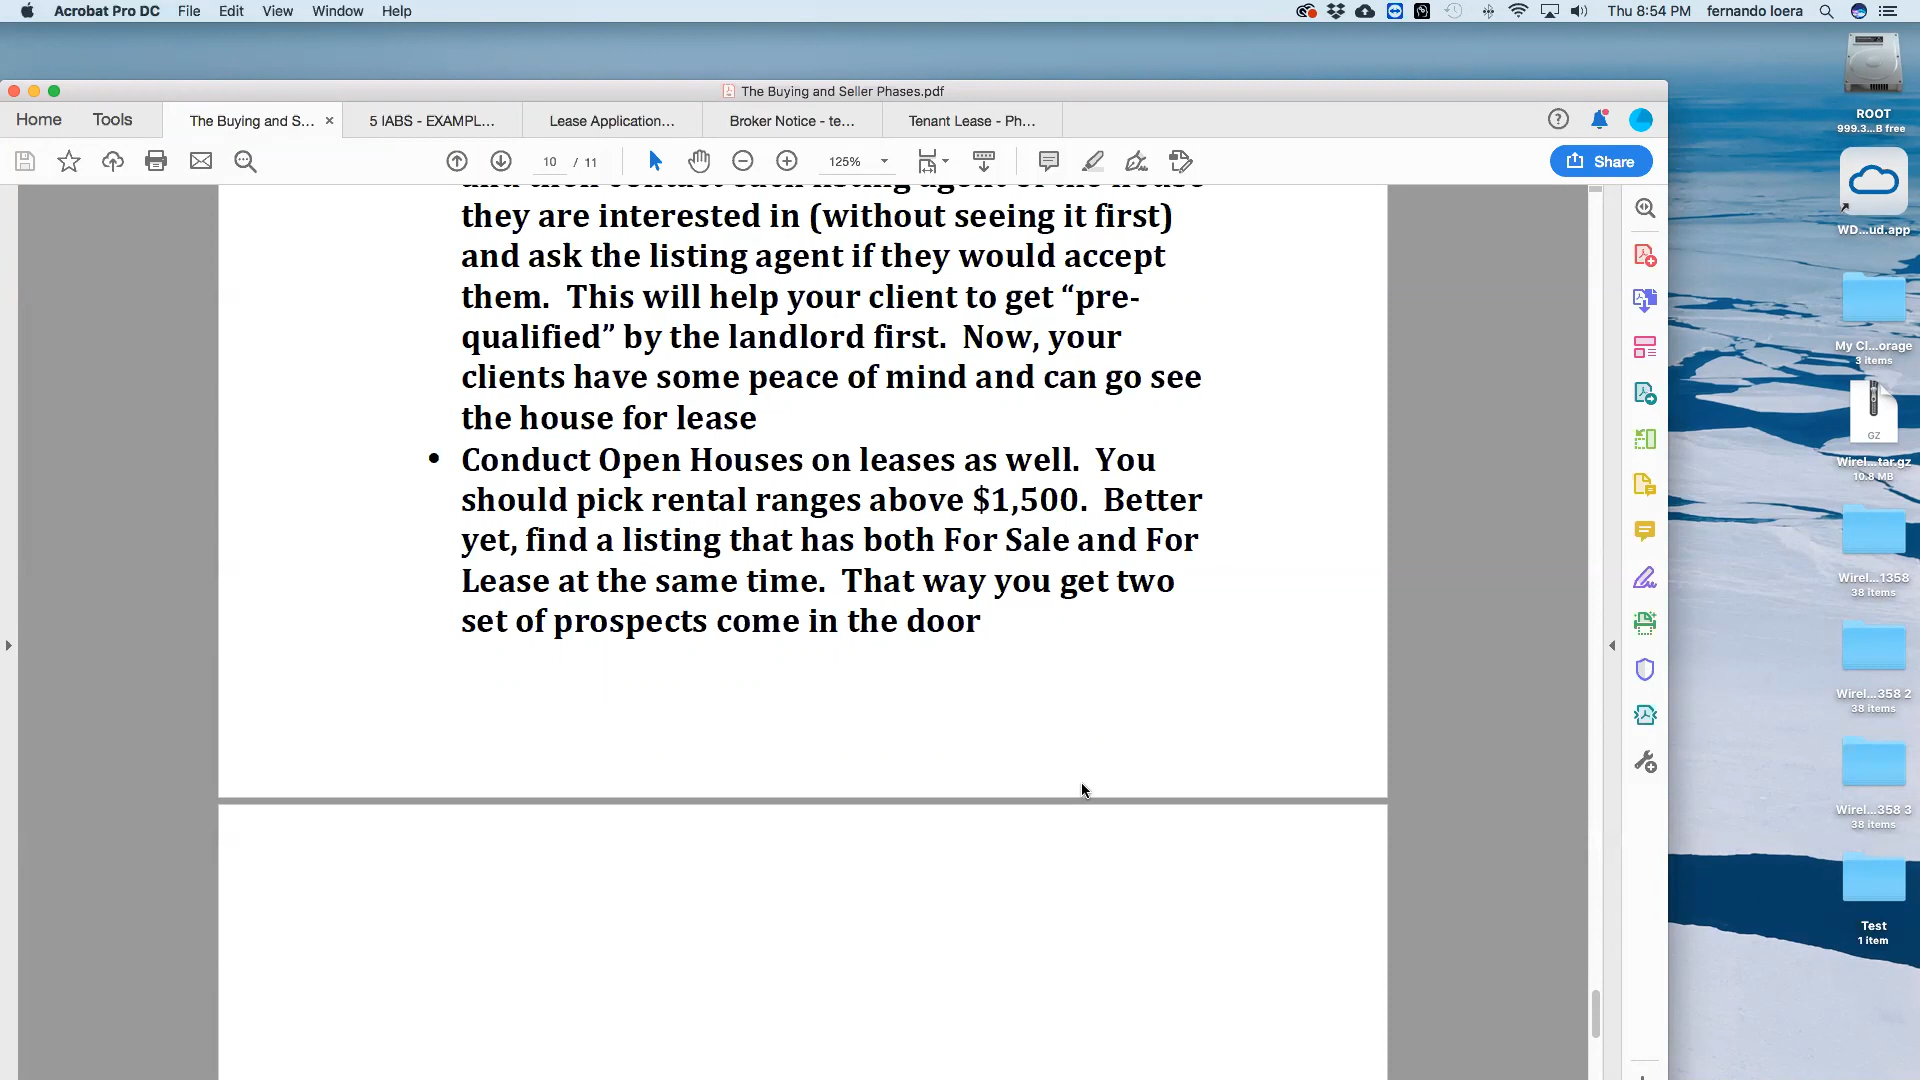 Acrobat Pro DC File Edit View Window Help Thu 8:54 PM fernando loera
The Buying and Seller Phases.pdf
Home Tools The Buying and S... × 5 IABS - EXAMPL... Lease Application... Broker Notice - te... Tenant Lease - Ph...
10 / 11 125% Share
they are interested in (without seeing it first)
and ask the listing agent if they would accept
them. This will help your client to get “pre-
qualified” by the landlord first. Now, your
clients have some peace of mind and can go see
the house for lease
• Conduct Open Houses on leases as well. You
should pick rental ranges above $1,500. Better
yet, find a listing that has both For Sale and For
Lease at the same time. That way you get two
set of prospects come in the door
ROOT
999.3...B free
WD...ud.app
My Cl...orage
3 items
GZ
Wirel...tar.gz
10.8 MB
Wirel...1358
38 items
Wirel...358 2
38 items
Wirel...358 3
38 items
Test
1 item